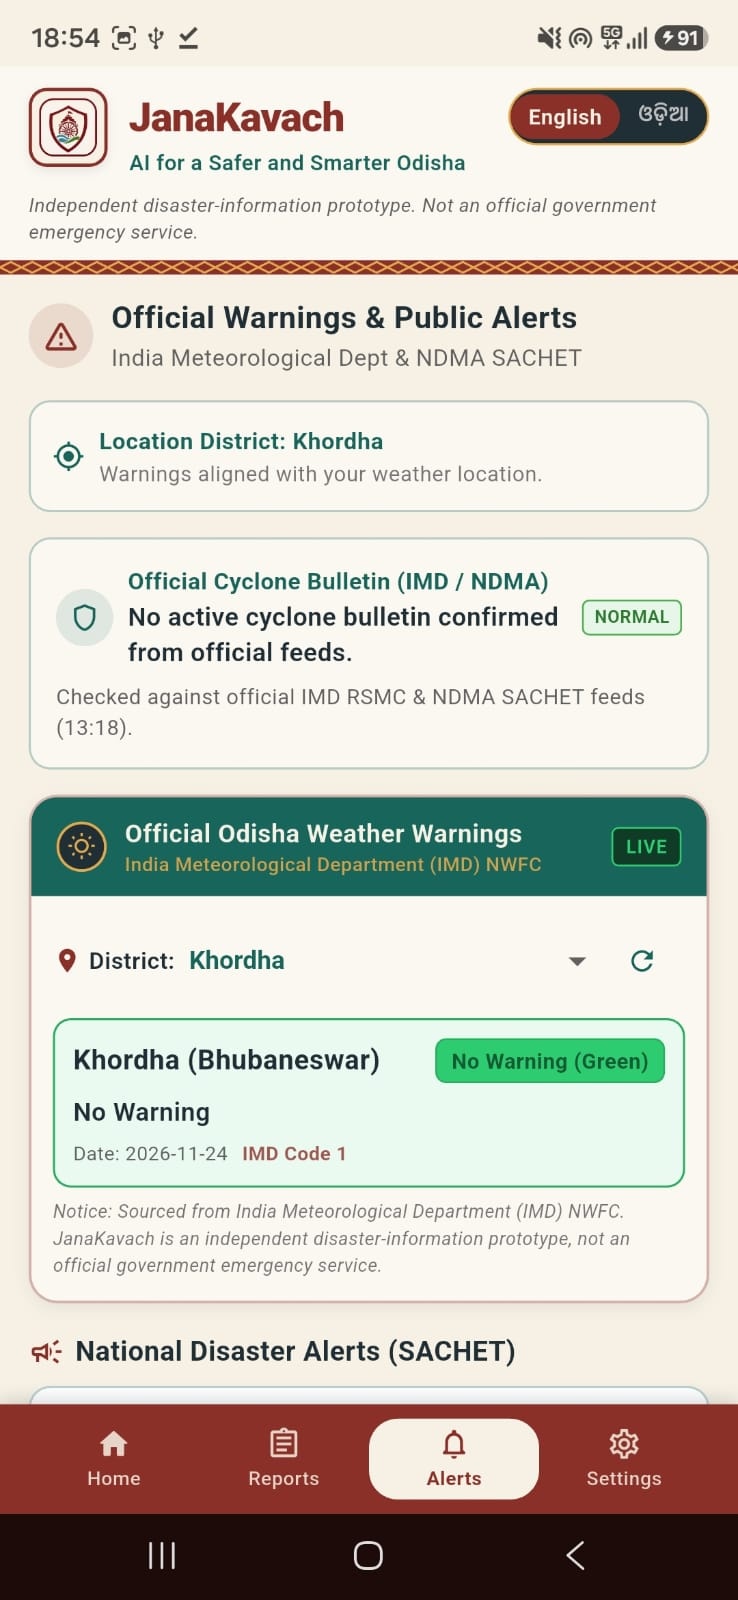 18:54
5G
91
JanaKavach
AI for a Safer and Smarter Odisha
English
ଓଡ଼ିଆ
Independent disaster-information prototype. Not an official government
emergency service.
Official Warnings & Public Alerts
India Meteorological Dept & NDMA SACHET
Location District: Khordha
Warnings aligned with your weather location.
Official Cyclone Bulletin (IMD / NDMA)
No active cyclone bulletin confirmed
from official feeds.
NORMAL
Checked against official IMD RSMC & NDMA SACHET feeds
(13:18).
Official Odisha Weather Warnings
India Meteorological Department (IMD) NWFC
LIVE
District: Khordha
Khordha (Bhubaneswar)
No Warning (Green)
No Warning
Date: 2026-11-24 IMD Code 1
Notice: Sourced from India Meteorological Department (IMD) NWFC.
JanaKavach is an independent disaster-information prototype, not an
official government emergency service.
National Disaster Alerts (SACHET)
Home
Reports
Alerts
Settings